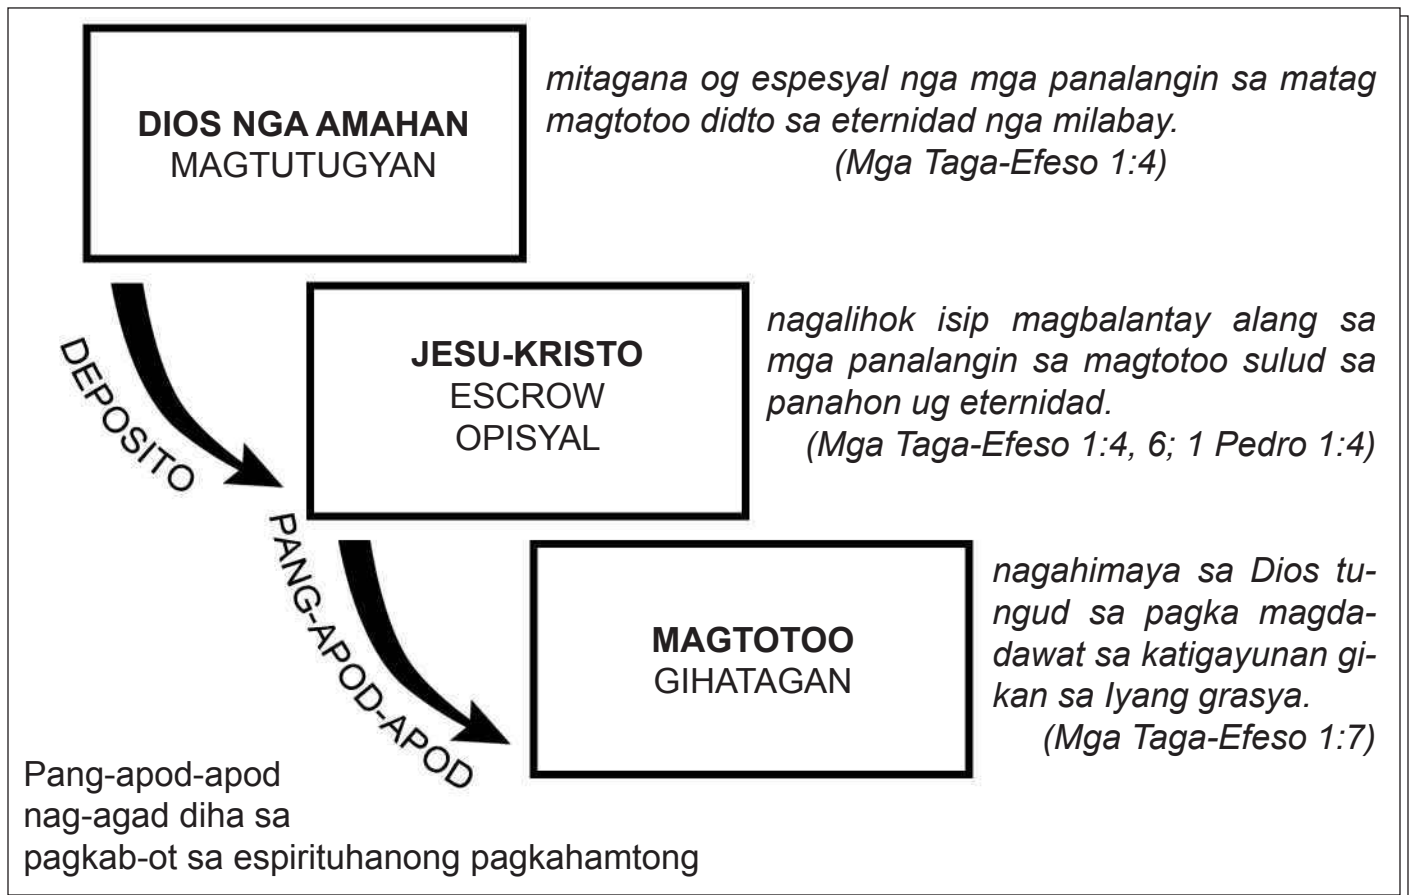 DIOS NGA AMAHAN
MAGTUTUGYAN
mitagana og espesyal nga mga panalangin sa matag
magtotoo didto sa eternidad nga milabay.
(Mga Taga-Efeso 1:4)
DEPOSITO
JESU-KRISTO
ESCROW
OPISYAL
nagalihok isip magbalantay alang sa
mga panalangin sa magtotoo sulud sa
panahon ug eternidad.
(Mga Taga-Efeso 1:4, 6; 1 Pedro 1:4)
PANG-APOD-APOD
MAGTOTOO
GIHATAGAN
nagahimaya sa Dios tu-
ngud sa pagka magda-
dawat sa katigayunan gi-
kan sa Iyang grasya.
(Mga Taga-Efeso 1:7)
Pang-apod-apod
nag-agad diha sa
pagkab-ot sa espirituhanong pagkahamtong